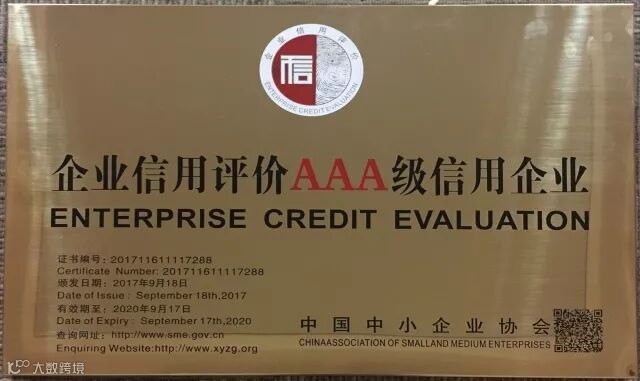 企业信用评价
信
ENTERPRISE CREDIT EVALUATION
企业信用评价AAA级信用企业
ENTERPRISE CREDIT EVALUATION
证书编号：201711611117288
Certificate Number: 201711611117288
颁发日期：2017年9月18日
Date of Issue : September 18th,2017
有效期至：2020年9月17日
Date of Expiry : September 17th,2020
查询网址：http://www.sme.gov.cn
Enquiring Website:http://www.xyzg.org
中国中小企业协会
CHINAASSOCIATION OF SMALLAND MEDIUM ENTERPRISES
大数跨境